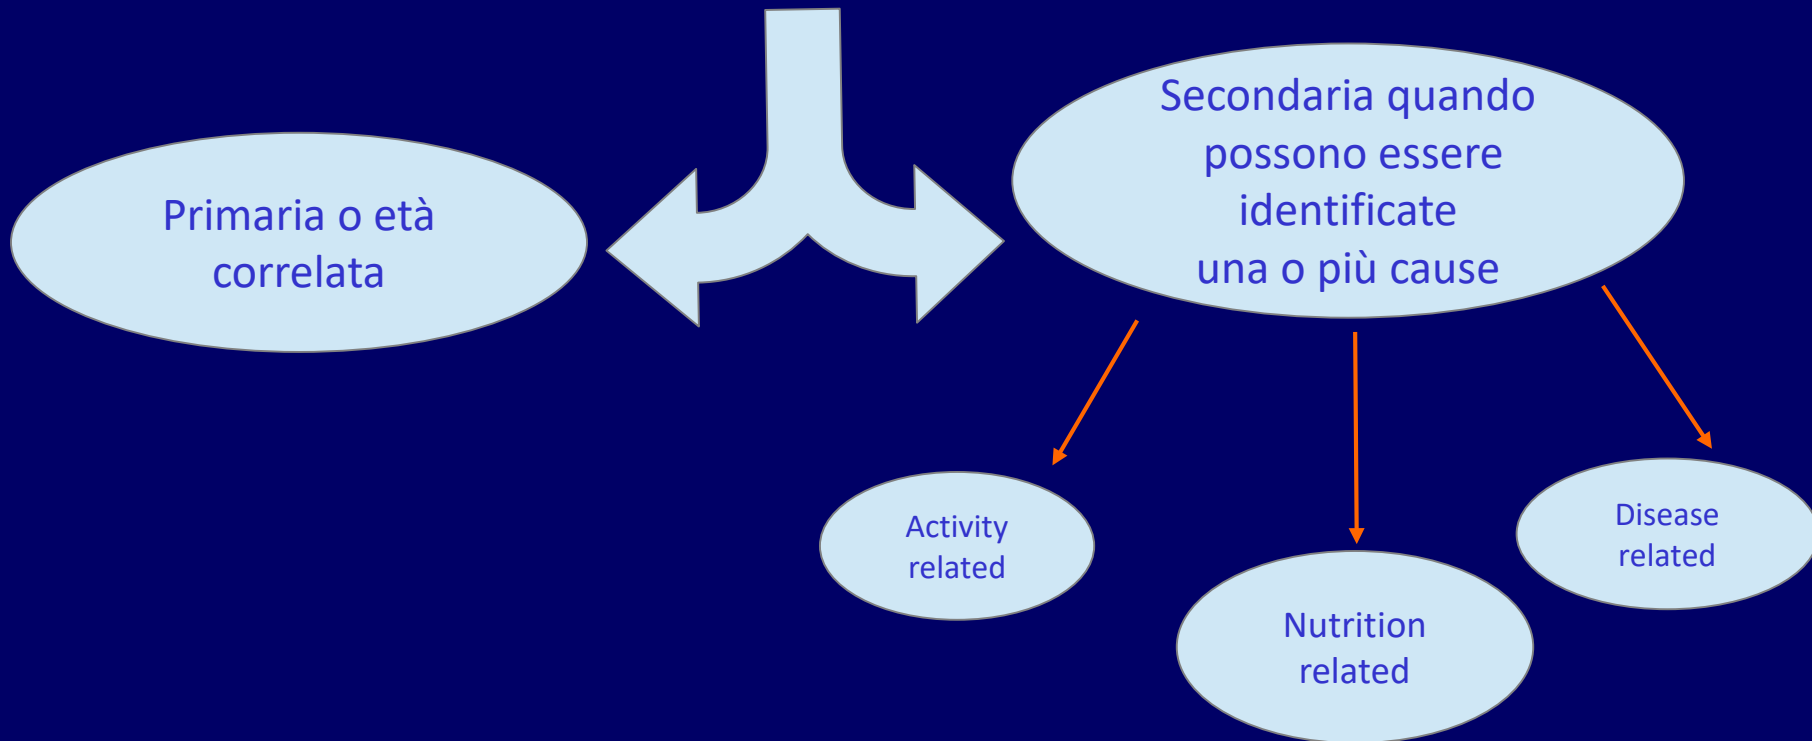 Primaria o età
correlata
Secondaria quando
possono essere
identificate
una o più cause
Activity
related
Nutrition
related
Disease
related